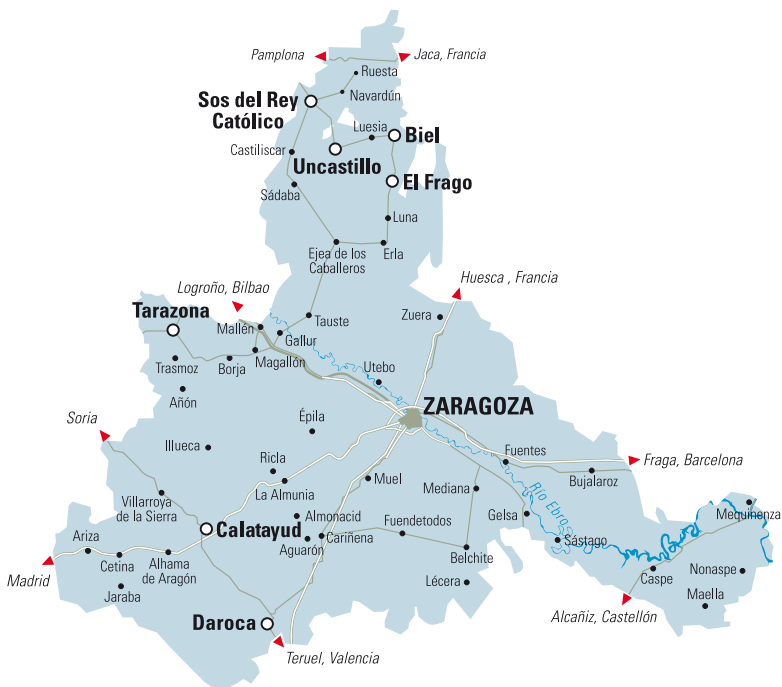 Pamplona
Jaca, Francia
Ruesta
Navardún
Sos del Rey
Católico
Luesia
Biel
Castiliscar
Uncastillo
El Frago
Sádaba
Luna
Ejea de los
Caballeros
Erla
Logroño, Bilbao
Huesca , Francia
Tarazona
Mallén
Tauste
Zuera
Gallur
Trasmoz
Borja
Magallón
Utebo
Añón
ZARAGOZA
Soria
Épila
Illueca
Fuentes
Fraga, Barcelona
Ricla
La Almunia
Muel
Bujalaroz
Mediana
Río Ebro
Villarroya
de la Sierra
Gelsa
Mequinenza
Calatayud
Almonacid
Fuendetodos
Ariza
Aguarón
Cariñena
Sástago
Cetina
Alhama
de Aragón
Belchite
Madrid
Jaraba
Lécera
Caspe
Nonaspe
Maella
Daroca
Alcañiz, Castellón
Teruel, Valencia